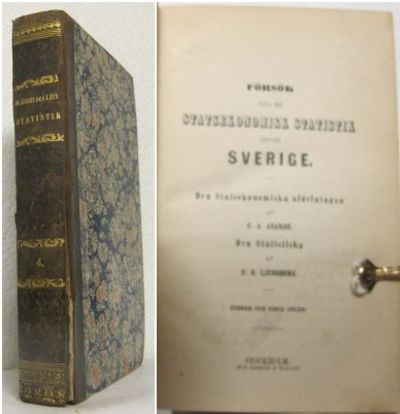 STATISTIK
4.
FÖRSÖK
TILL EN
STATSEKONOMISK STATISTIK
ÖFVER
SVERIGE.
Den Statsekonomiska afdelningen
AF
C. A. AGARDH.
Den Statistiska
AF
C. E. LJUNGBERG.
STOCKHOLM.